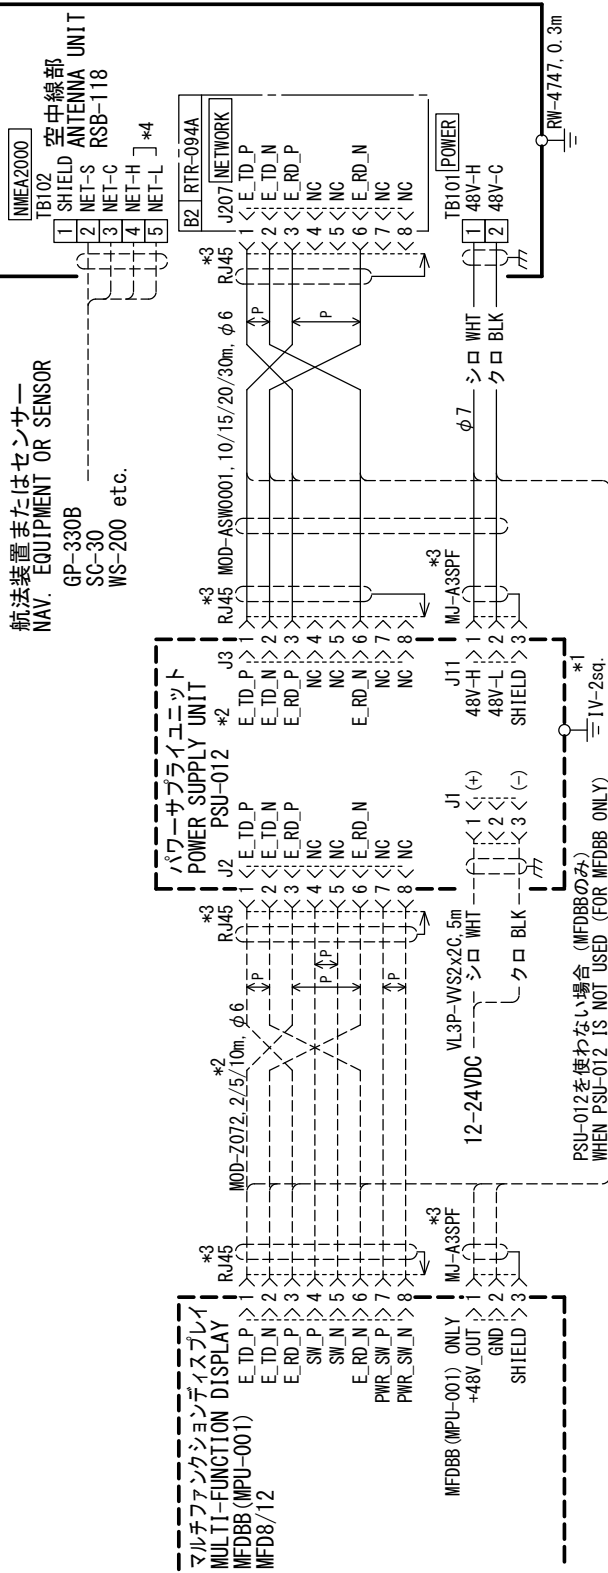 マルチファンクションディスプレイ
MULTI-FUNCTION DISPLAY
MFDBB(MPU-001)
MFD8/12
E_TD_P 1
E_TD_N 2
E_RD_P 3
SW_P 4
SW_N 5
E_RD_N 6
PWR_SW_P 7
PWR_SW_N 8
*3
RJ45
MFDBB(MPU-001) ONLY
+48V_OUT 1
GND 2
SHIELD 3
*3
MJ-A3SPF
*2
MOD-Z072, 2/5/10m, φ6
P
P
P
P
*3
RJ45
VL3P-VVS2x2C, 5m
12-24VDC
シロ WHT
クロ BLK
PSU-012を使わない場合 (MFDBBのみ)
WHEN PSU-012 IS NOT USED (FOR MFDBB ONLY)
パワーサプライユニット
POWER SUPPLY UNIT
PSU-012
J2
1 E_TD_P
2 E_TD_N
3 E_RD_P
4 NC
5 NC
6 E_RD_N
7 NC
8 NC
J1
1 (+)
2
3 (-)
*2
J3
E_TD_P 1
E_TD_N 2
E_RD_P 3
NC 4
NC 5
E_RD_N 6
NC 7
NC 8
J11
48V-H 1
48V-L 2
SHIELD 3
*1
IV-2sq.
*3
RJ45
*3
MJ-A3SPF
MOD-ASW0001, 10/15/20/30m, φ6
P
P
φ7
シロ WHT
クロ BLK
*3
RJ45
航法装置またはセンサー
NAV. EQUIPMENT OR SENSOR
GP-330B
SC-30
WS-200 etc.
NMEA2000
TB102
1 SHIELD
2 NET-S
3 NET-C
4 NET-H
5 NET-L
*4
空中線部
ANTENNA UNIT
RSB-118
B2 RTR-094A
J207 NETWORK
1 E_TD_P
2 E_TD_N
3 E_RD_P
4 NC
5 NC
6 E_RD_N
7 NC
8 NC
TB101 POWER
1 48V-H
2 48V-C
RW-4747, 0.3m